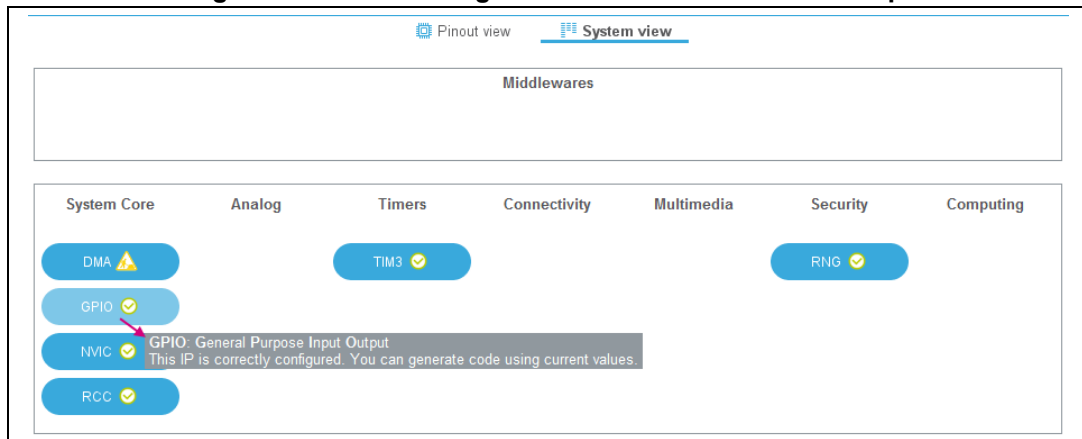 Pinout view System view
Middlewares
System Core Analog Timers Connectivity Multimedia Security Computing
DMA TIM3 RNG
GPIO
GPIO: General Purpose Input Output
NVIC This IP is correctly configured. You can generate code using current values.
RCC